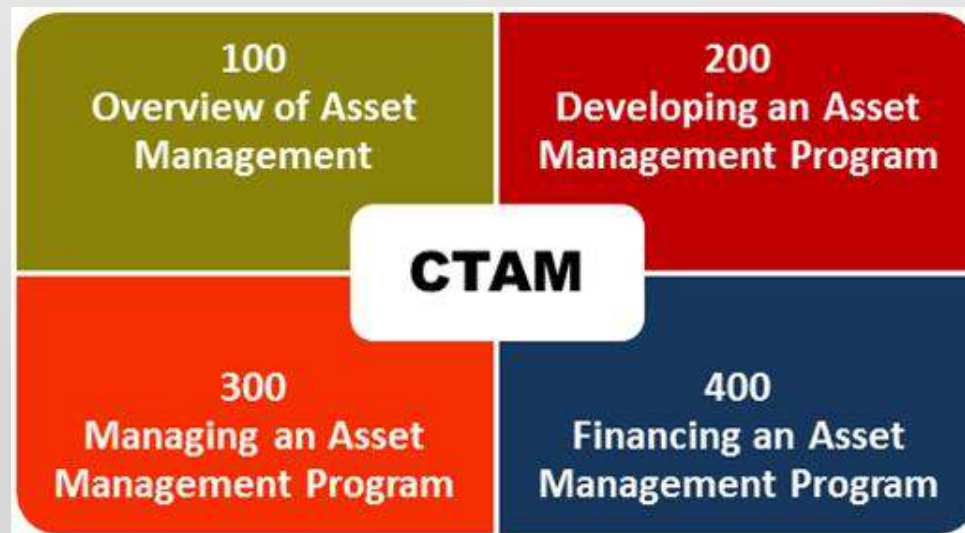 100
Overview of Asset
Management
200
Developing an Asset
Management Program
CTAM
300
Managing an Asset
Management Program
400
Financing an Asset
Management Program